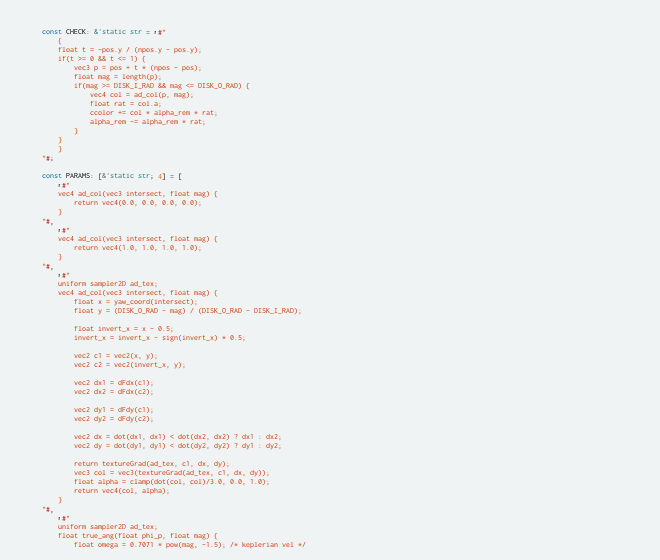 const CHECK: &'static str = r#"
{
float t = -pos.y / (npos.y - pos.y);
if(t >= 0 && t <= 1) {
vec3 p = pos + t * (npos - pos);
float mag = length(p);
if(mag >= DISK_I_RAD && mag <= DISK_O_RAD) {
vec4 col = ad_col(p, mag);
float rat = col.a;
ccolor += col * alpha_rem * rat;
alpha_rem -= alpha_rem * rat;
}
}
}
"#;
const PARAMS: [&'static str; 4] = [
r#"
vec4 ad_col(vec3 intersect, float mag) {
return vec4(0.0, 0.0, 0.0, 0.0);
}
"#,
r#"
vec4 ad_col(vec3 intersect, float mag) {
return vec4(1.0, 1.0, 1.0, 1.0);
}
"#,
r#"
uniform sampler2D ad_tex;
vec4 ad_col(vec3 intersect, float mag) {
float x = yaw_coord(intersect);
float y = (DISK_O_RAD - mag) / (DISK_O_RAD - DISK_I_RAD);
float invert_x = x - 0.5;
invert_x = invert_x - sign(invert_x) * 0.5;
vec2 c1 = vec2(x, y);
vec2 c2 = vec2(invert_x, y);
vec2 dx1 = dFdx(c1);
vec2 dx2 = dFdx(c2);
vec2 dy1 = dFdy(c1);
vec2 dy2 = dFdy(c2);
vec2 dx = dot(dx1, dx1) < dot(dx2, dx2) ? dx1 : dx2;
vec2 dy = dot(dy1, dy1) < dot(dy2, dy2) ? dy1 : dy2;
return textureGrad(ad_tex, c1, dx, dy);
vec3 col = vec3(textureGrad(ad_tex, c1, dx, dy));
float alpha = clamp(dot(col, col)/3.0, 0.0, 1.0);
return vec4(col, alpha);
}
"#,
r#"
uniform sampler2D ad_tex;
float true_ang(float phi_p, float mag) {
float omega = 0.7071 * pow(mag, -1.5); /* keplerian vel */